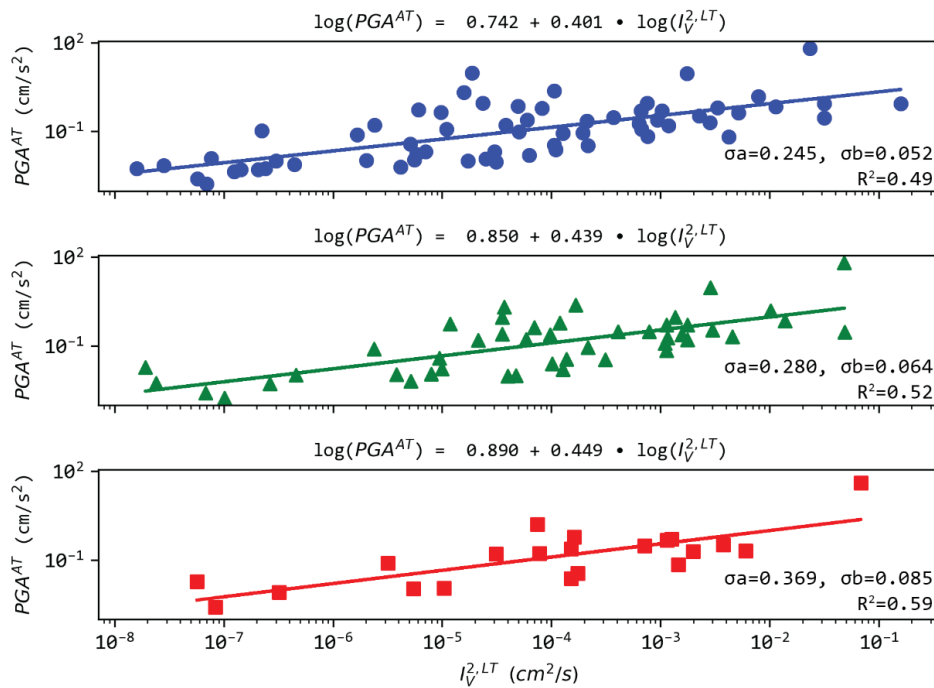 log(PGA^AT) = 0.742 + 0.401 • log(I_V^2,LT)
10^2
10^-1
PGA^AT (cm/s^2)
σa=0.245, σb=0.052
R^2=0.49
log(PGA^AT) = 0.850 + 0.439 • log(I_V^2,LT)
10^2
10^-1
PGA^AT (cm/s^2)
σa=0.280, σb=0.064
R^2=0.52
log(PGA^AT) = 0.890 + 0.449 • log(I_V^2,LT)
10^2
10^-1
PGA^AT (cm/s^2)
σa=0.369, σb=0.085
R^2=0.59
10^-8 10^-7 10^-6 10^-5 10^-4 10^-3 10^-2 10^-1
I_V^2,LT (cm^2/s)